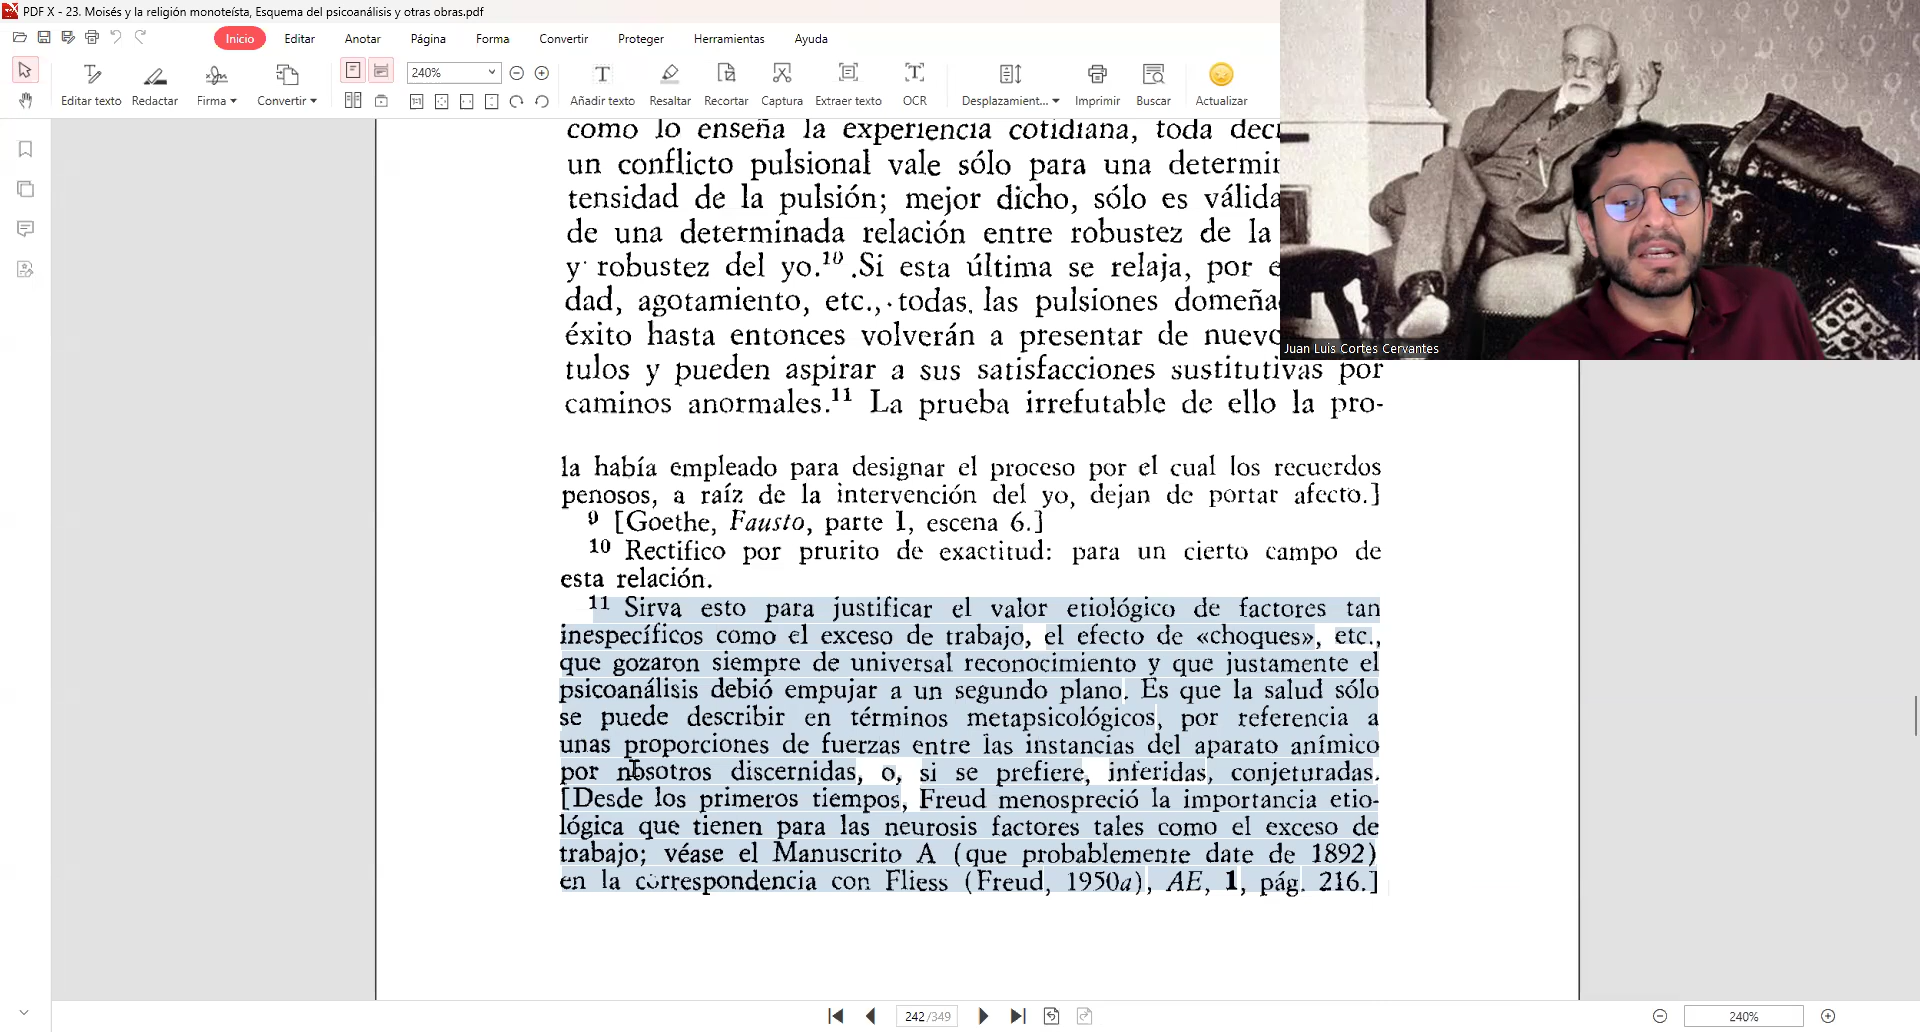 PDF X - 23. Moisés y la religión monoteísta, Esquema del psicoanálisis y otras obras.pdf
Inicio Editar Anotar Página Forma Convertir Proteger Herramientas Ayuda
240%
Editar texto Redactar Firma Convertir Añadir texto Resaltar Recortar Captura Extraer texto OCR Desplazamient... Imprimir Buscar Actualizar
como lo enseña la experiencia cotidiana, toda
un conflicto pulsional vale sólo para una
tensidad de la pulsión; mejor dicho, sólo es
de una determinada relación entre robustez de la
y robustez del yo.¹⁰ Si esta última se relaja, por
dad, agotamiento, etc., todas las pulsiones
éxito hasta entonces volverán a presentar de
tulos y pueden aspirar a sus satisfacciones sustitutivas por
caminos anormales.¹¹ La prueba irrefutable de ello la pro-
la había empleado para designar el proceso por el cual los recuerdos
penosos, a raíz de la intervención del yo, dejan de portar afecto.]
9 [Goethe, Fausto, parte I, escena 6.]
10 Rectifico por prurito de exactitud: para un cierto campo de
esta relación.
11 Sirva esto para justificar el valor etiológico de factores tan
inespecíficos como el exceso de trabajo, el efecto de «choques», etc.,
que gozaron siempre de universal reconocimiento y que justamente el
psicoanálisis debió empujar a un segundo plano. Es que la salud sólo
se puede describir en términos metapsicológicos, por referencia a
unas proporciones de fuerzas entre las instancias del aparato anímico
por nosotros discernidas, o, si se prefiere, inferidas, conjeturadas.
[Desde los primeros tiempos, Freud menospreció la importancia etio-
lógica que tienen para las neurosis factores tales como el exceso de
trabajo; véase el Manuscrito A (que probablemente date de 1892)
en la correspondencia con Fliess (Freud, 1950a), AE, 1, pág. 216.]
Juan Luis Cortes Cervantes
242/349
240%